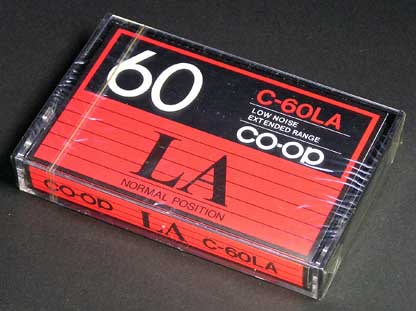 60
C-60LA
LOW NOISE
EXTENDED RANGE
CO-OP
LA
NORMAL POSITION
CO-OP LA C-60LA